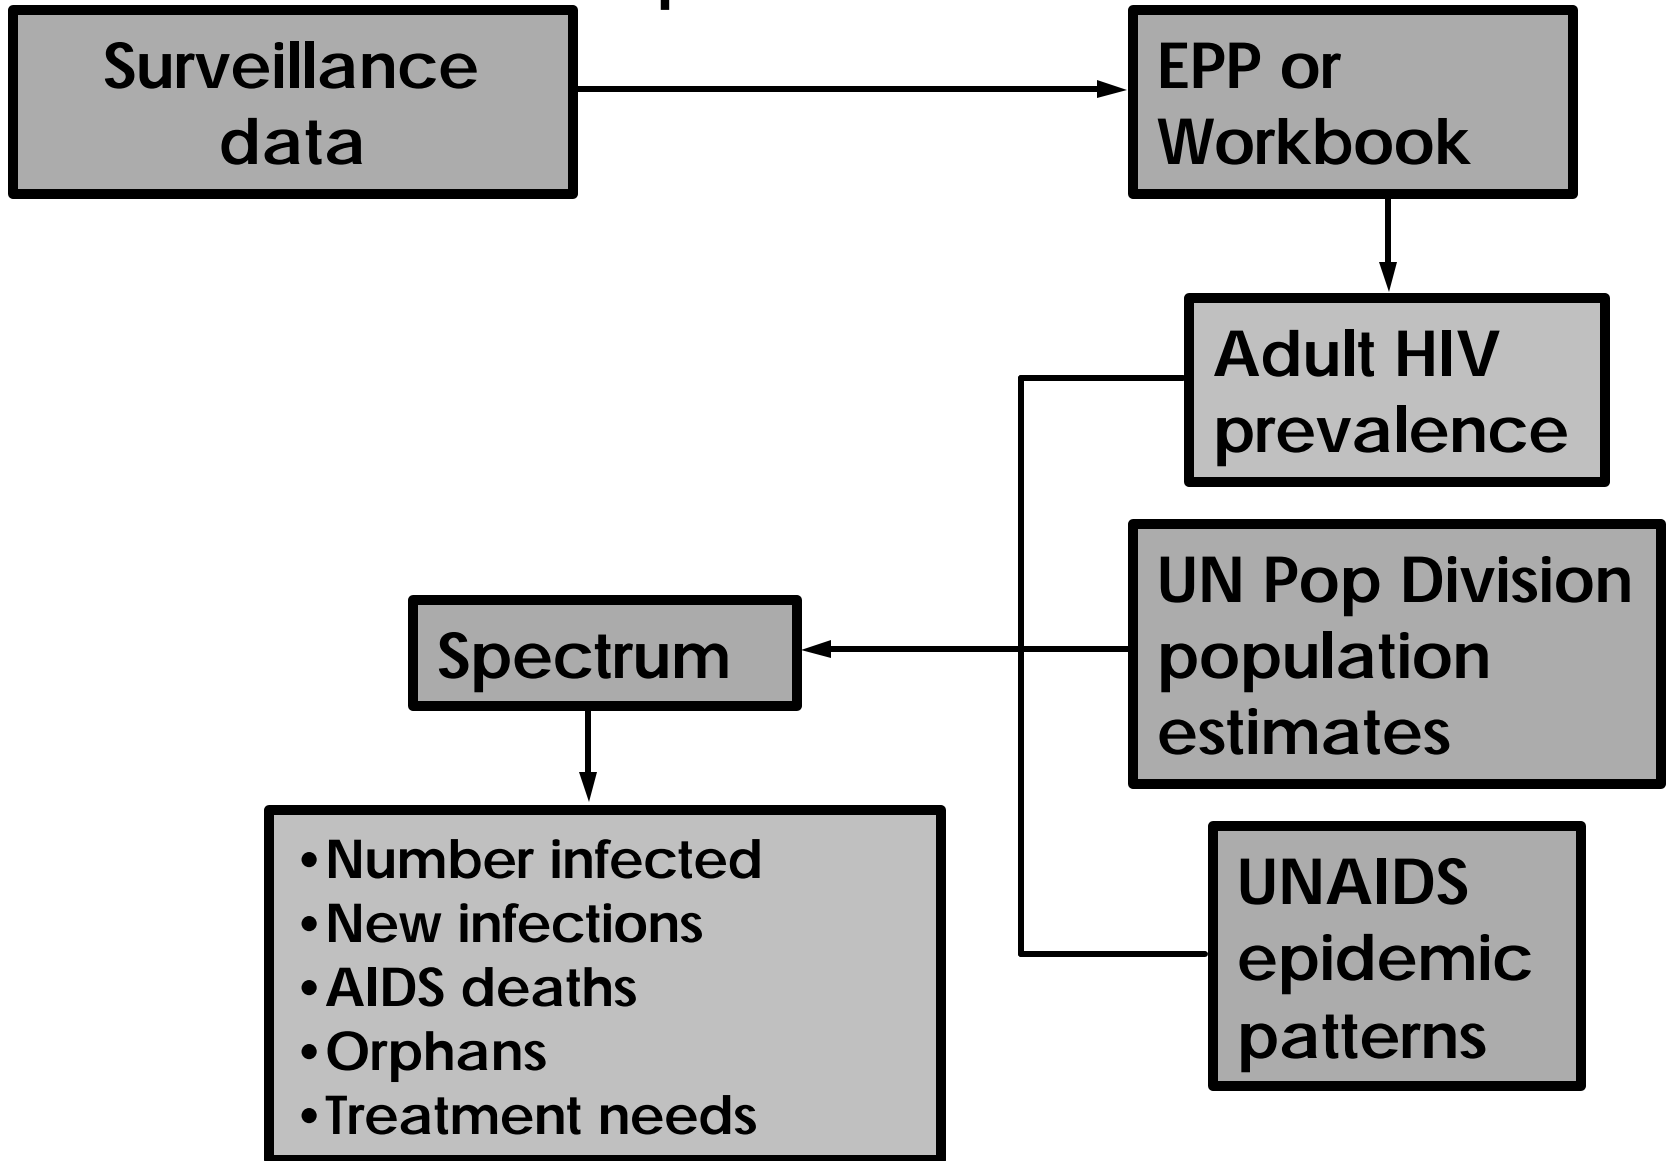 Surveillance
data
EPP or
Workbook
Adult HIV
prevalence
UN Pop Division
population
estimates
Spectrum
UNAIDS
epidemic
patterns
•Number infected
•New infections
•AIDS deaths
•Orphans
•Treatment needs